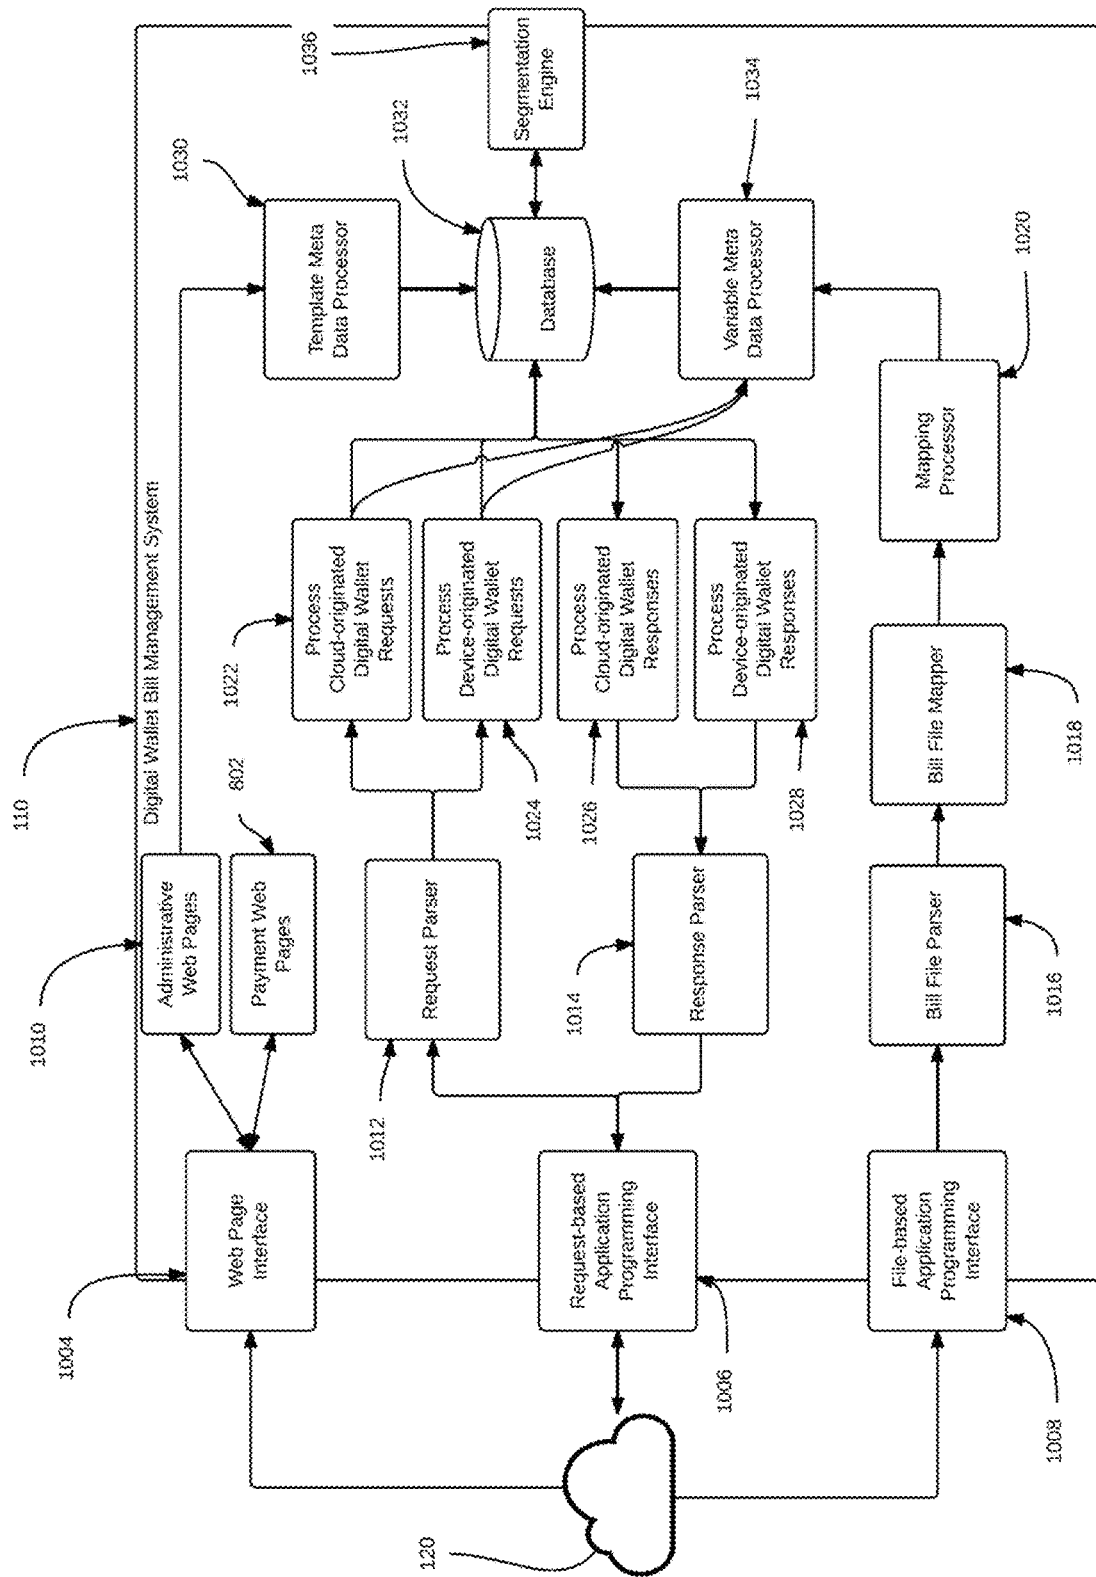 110
Digital Wallet Bill Management System
120
1004
Web Page
Interface
1006
Request-based
Application
Programming
Interface
1008
File-based
Application
Programming
Interface
1010
Administrative
Web Pages
802
Payment Web
Pages
1012
Request Parser
1014
Response Parser
1016
Bill File Parser
1022
Process
Cloud-originated
Digital Wallet
Requests
1024
Process
Device-originated
Digital Wallet
Requests
1026
Process
Cloud-originated
Digital Wallet
Responses
1028
Process
Device-originated
Digital Wallet
Responses
1018
Bill File Mapper
1020
Mapping
Processor
1030
Template Meta
Data Processor
1032
Database
1034
Variable Meta
Data Processor
1036
Segmentation
Engine